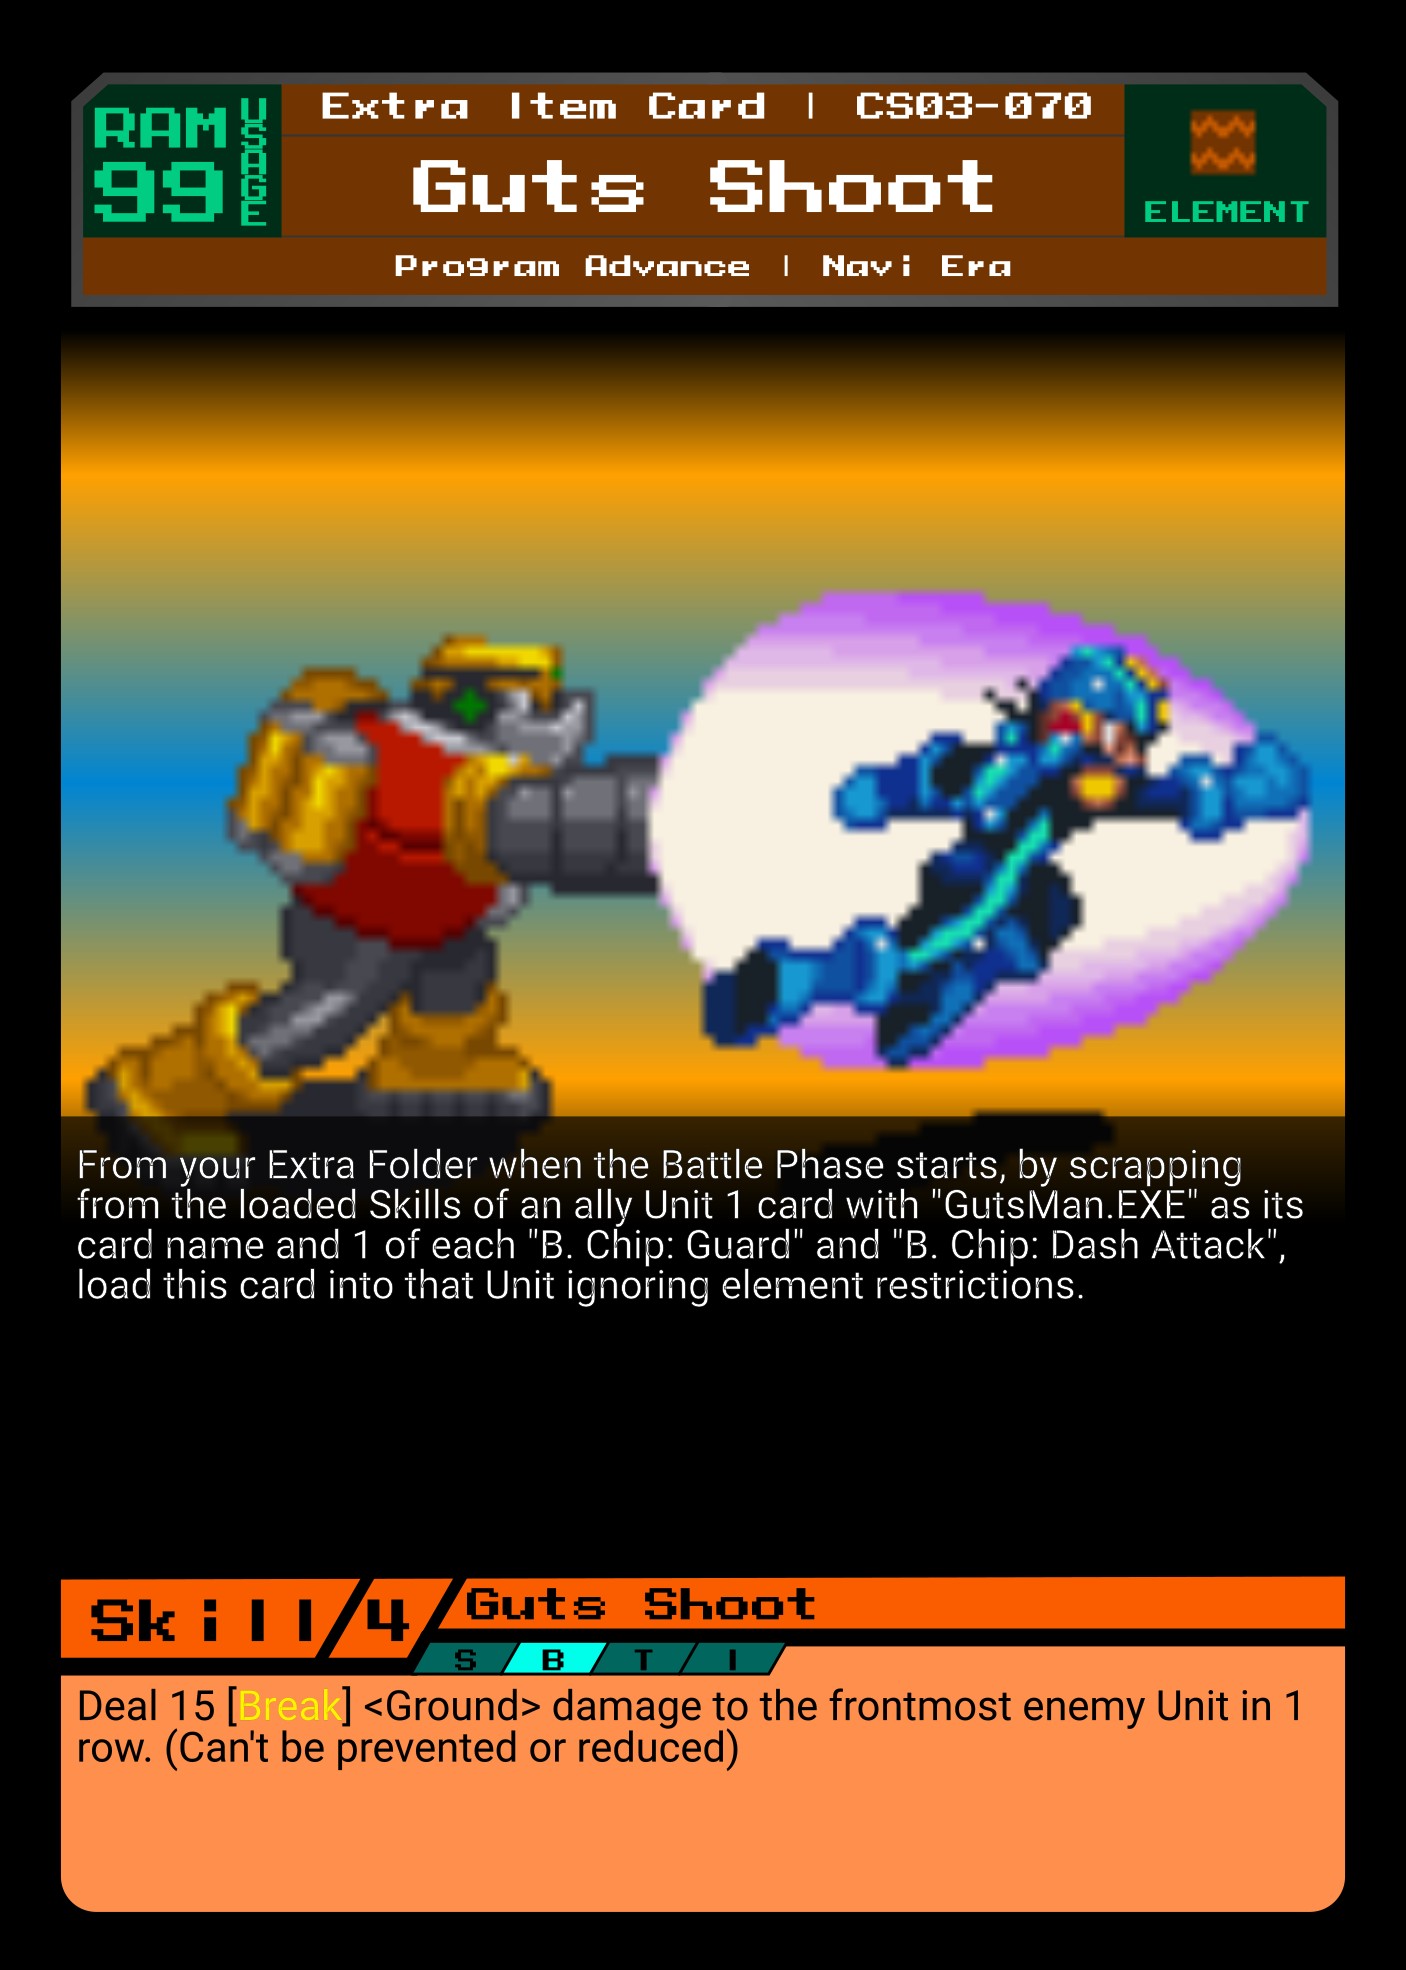 RAM
99
USAGE
Extra Item Card | CS03-070
Guts Shoot
ELEMENT
Program Advance | Navi Era
From your Extra Folder when the Battle Phase starts, by scrapping
from the loaded Skills of an ally Unit 1 card with "GutsMan.EXE" as its
card name and 1 of each "B. Chip: Guard" and "B. Chip: Dash Attack",
load this card into that Unit ignoring element restrictions.
Skill/4
Guts Shoot
S B T I
Deal 15 [Break] <Ground> damage to the frontmost enemy Unit in 1
row. (Can't be prevented or reduced)